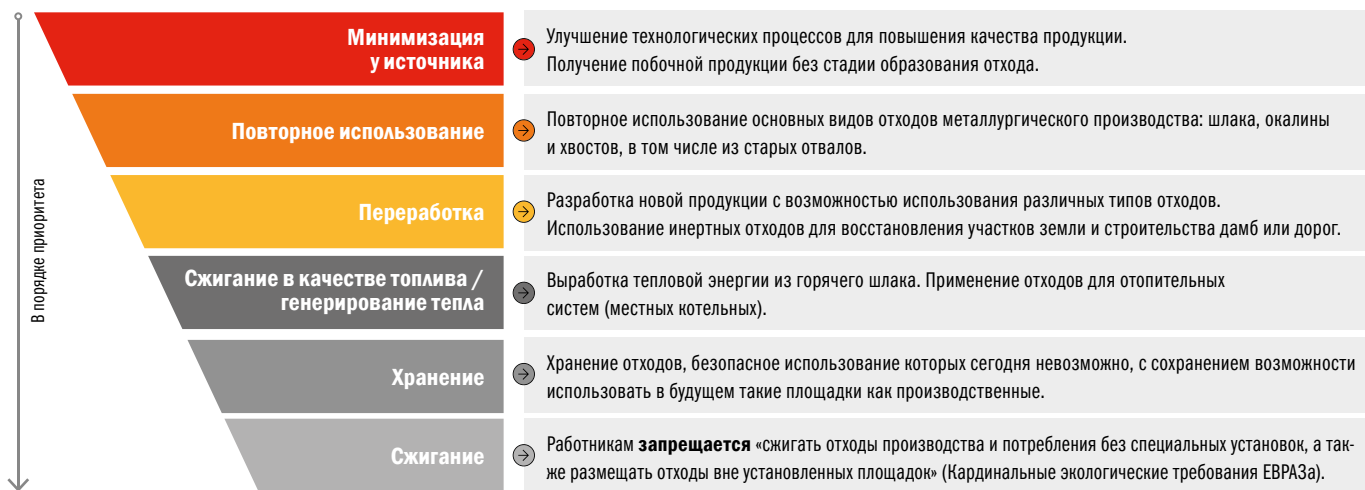 В порядке приоритета
Минимизация
у источника
Улучшение технологических процессов для повышения качества продукции.
Получение побочной продукции без стадии образования отхода.
Повторное использование
Повторное использование основных видов отходов металлургического производства: шлака, окалины
и хвостов, в том числе из старых отвалов.
Переработка
Разработка новой продукции с возможностью использования различных типов отходов.
Использование инертных отходов для восстановления участков земли и строительства дамб или дорог.
Сжигание в качестве топлива /
генерирование тепла
Выработка тепловой энергии из горячего шлака. Применение отходов для отопительных
систем (местных котельных).
Хранение
Хранение отходов, безопасное использование которых сегодня невозможно, с сохранением возможности
использовать в будущем такие площадки как производственные.
Сжигание
Работникам запрещается «сжигать отходы производства и потребления без специальных установок, а так-
же размещать отходы вне установленных площадок» (Кардинальные экологические требования ЕВРАЗа).